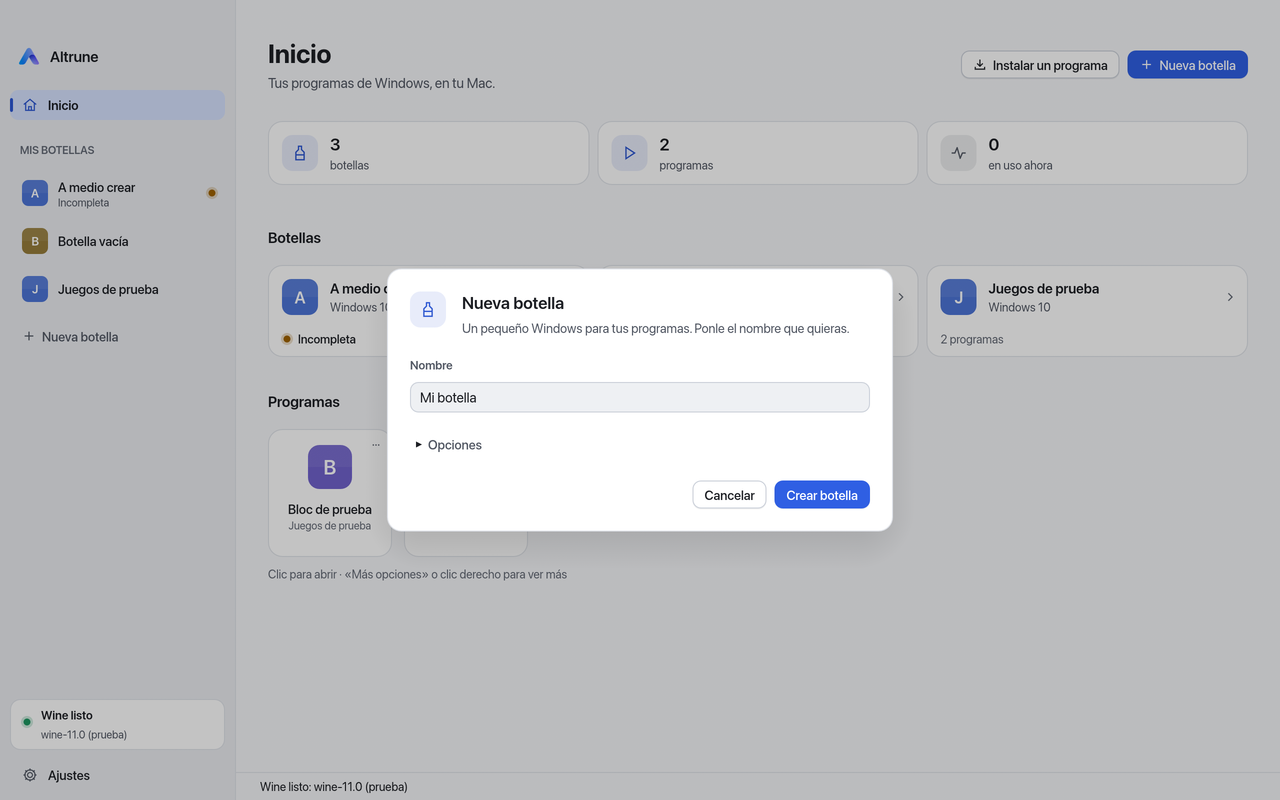 Altrune
Inicio
MIS BOTELLAS
A
A medio crear
Incompleta
B
Botella vacía
J
Juegos de prueba
+ Nueva botella
Wine listo
wine-11.0 (prueba)
Ajustes
Inicio
Tus programas de Windows, en tu Mac.
Instalar un programa
+ Nueva botella
3
botellas
2
programas
0
en uso ahora
Botellas
A
A medio c
Windows 10
Incompleta
J
Juegos de prueba
Windows 10
2 programas
Nueva botella
Un pequeño Windows para tus programas. Ponle el nombre que quieras.
Nombre
Mi botella
Opciones
Cancelar
Crear botella
Programas
...
B
Bloc de prueba
Juegos de prueba
Clic para abrir · «Más opciones» o clic derecho para ver más
Wine listo: wine-11.0 (prueba)